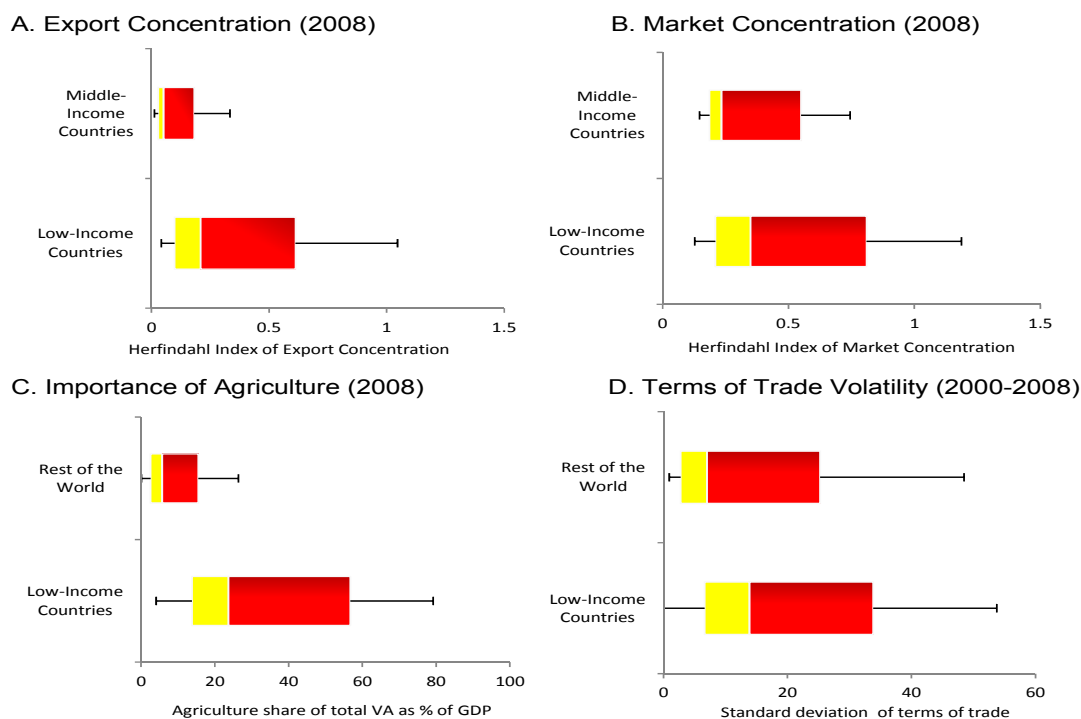 A. Export Concentration (2008)
Middle-
Income
Countries
Low-Income
Countries
0 0.5 1 1.5
Herfindahl Index of Export Concentration
B. Market Concentration (2008)
Middle-
Income
Countries
Low-Income
Countries
0 0.5 1 1.5
Herfindahl Index of Market Concentration
C. Importance of Agriculture (2008)
Rest of the
World
Low-Income
Countries
0 20 40 60 80 100
Agriculture share of total VA as % of GDP
D. Terms of Trade Volatility (2000-2008)
Rest of the
World
Low-Income
Countries
0 20 40 60
Standard deviation of terms of trade